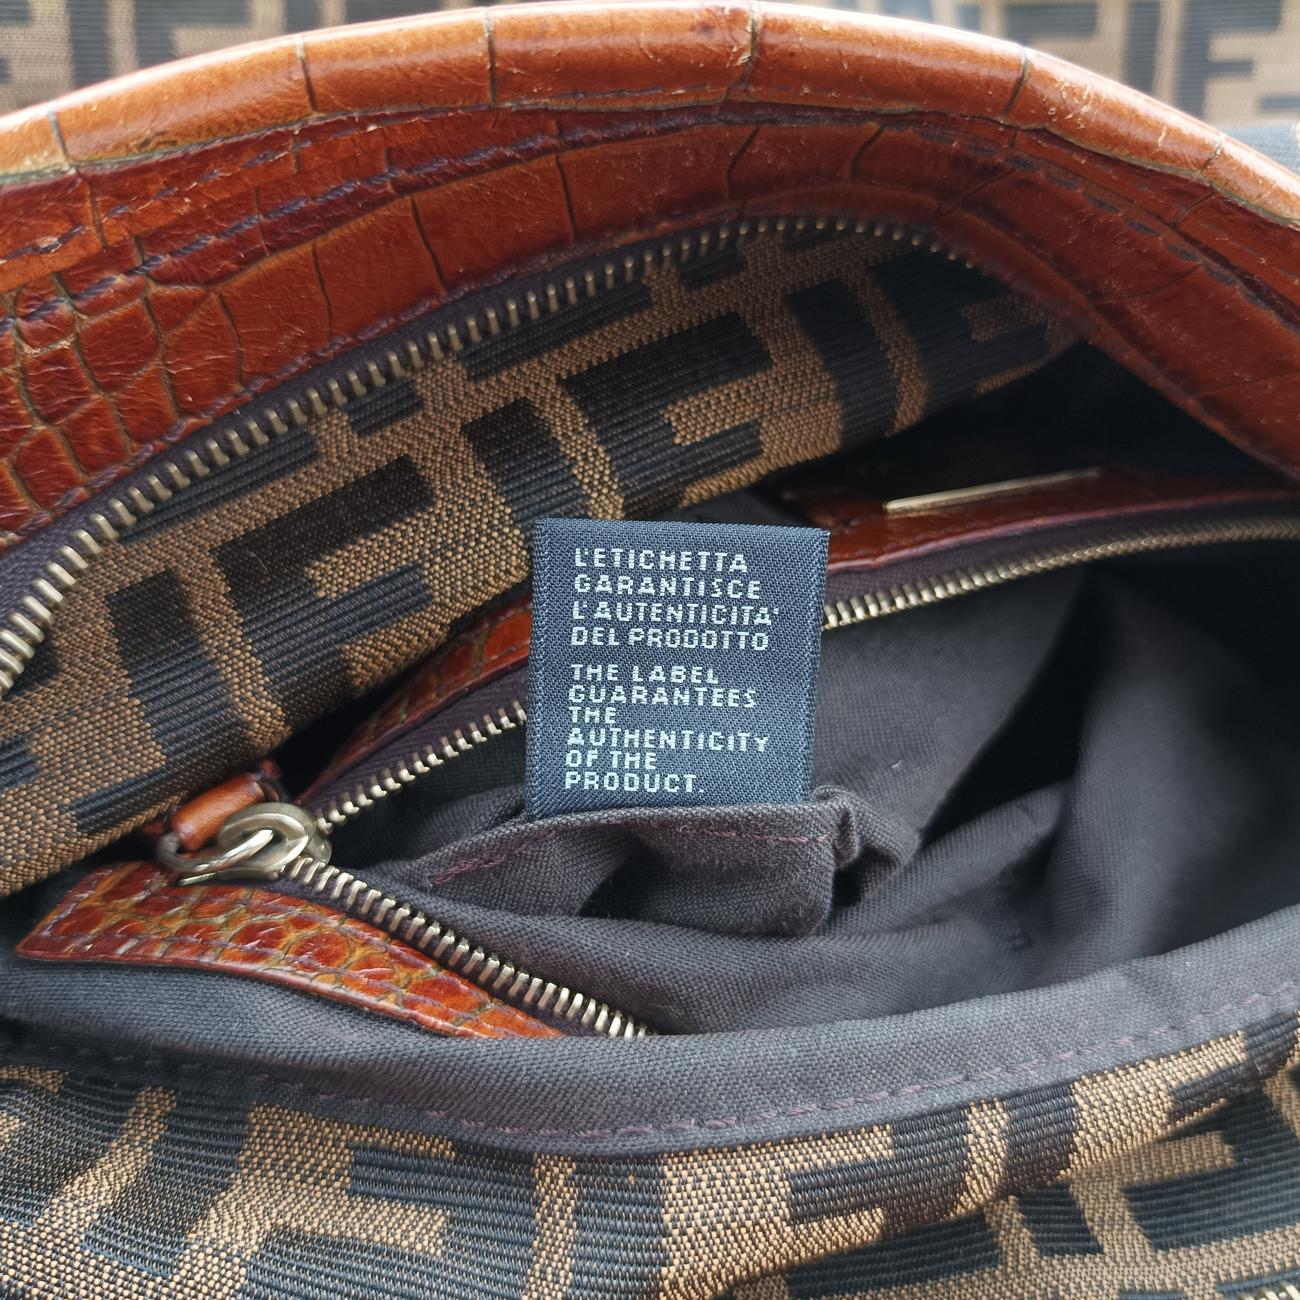 L'ETICHETTA
GARANTISCE
L'AUTENTICITA'
DEL PRODOTTO
THE LABEL
GUARANTEES
THE
AUTHENTICITY
OF THE
PRODUCT.